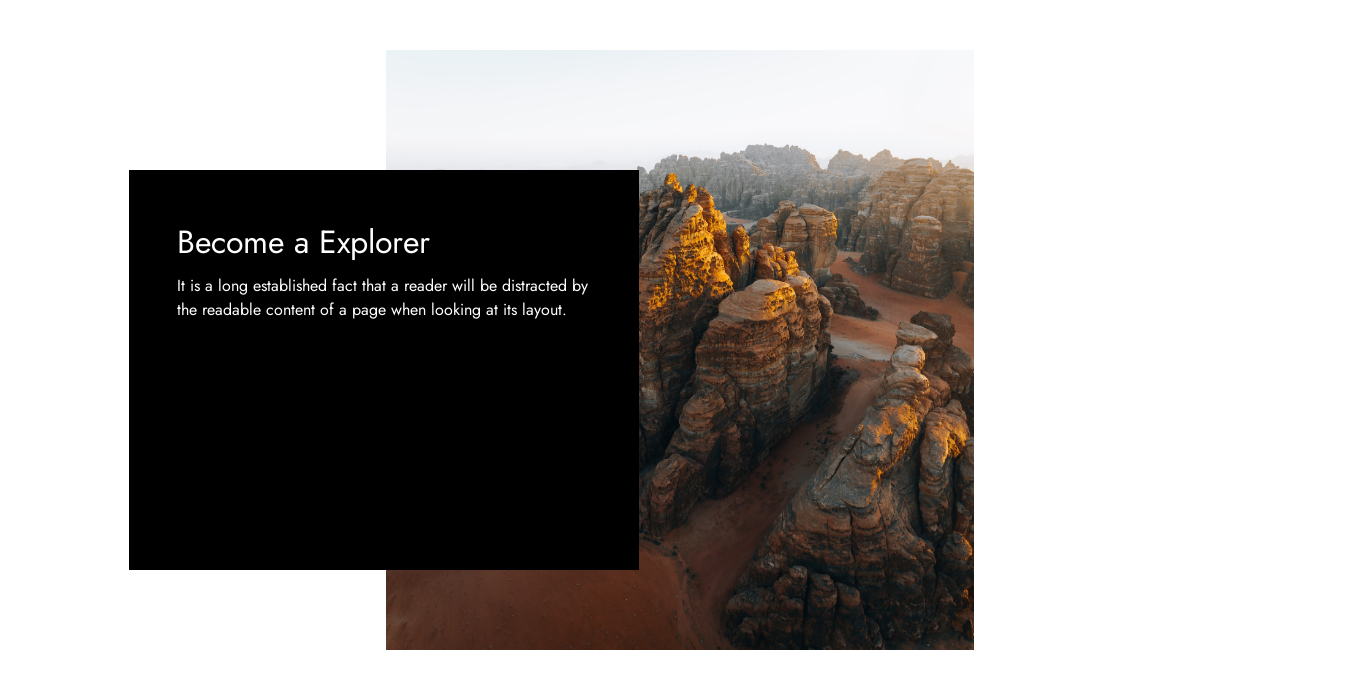 Become a Explorer
It is a long established fact that a reader will be distracted by
the readable content of a page when looking at its layout.